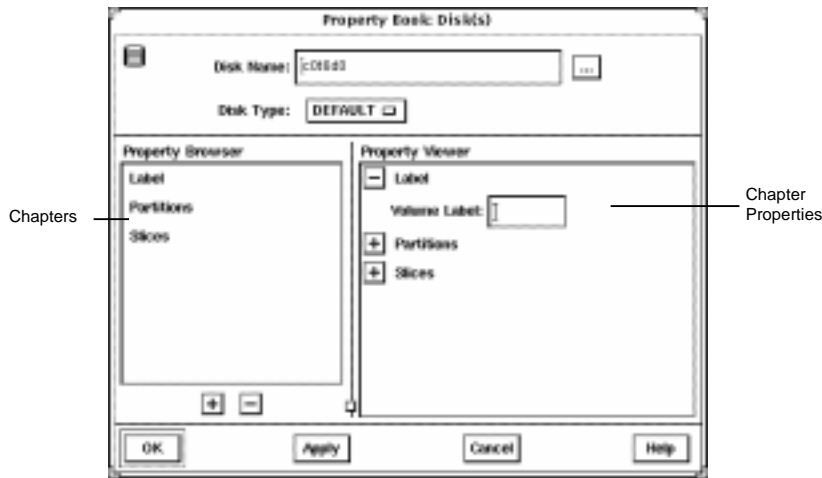 Property Book: Disk(s)
Disk Name: c0t6d0
...
Disk Type: DEFAULT
Property Browser
Label
Partitions
Slices
+ −
Property Viewer
− Label
Volume Label:
+ Partitions
+ Slices
Chapters
Chapter
Properties
OK Apply Cancel Help